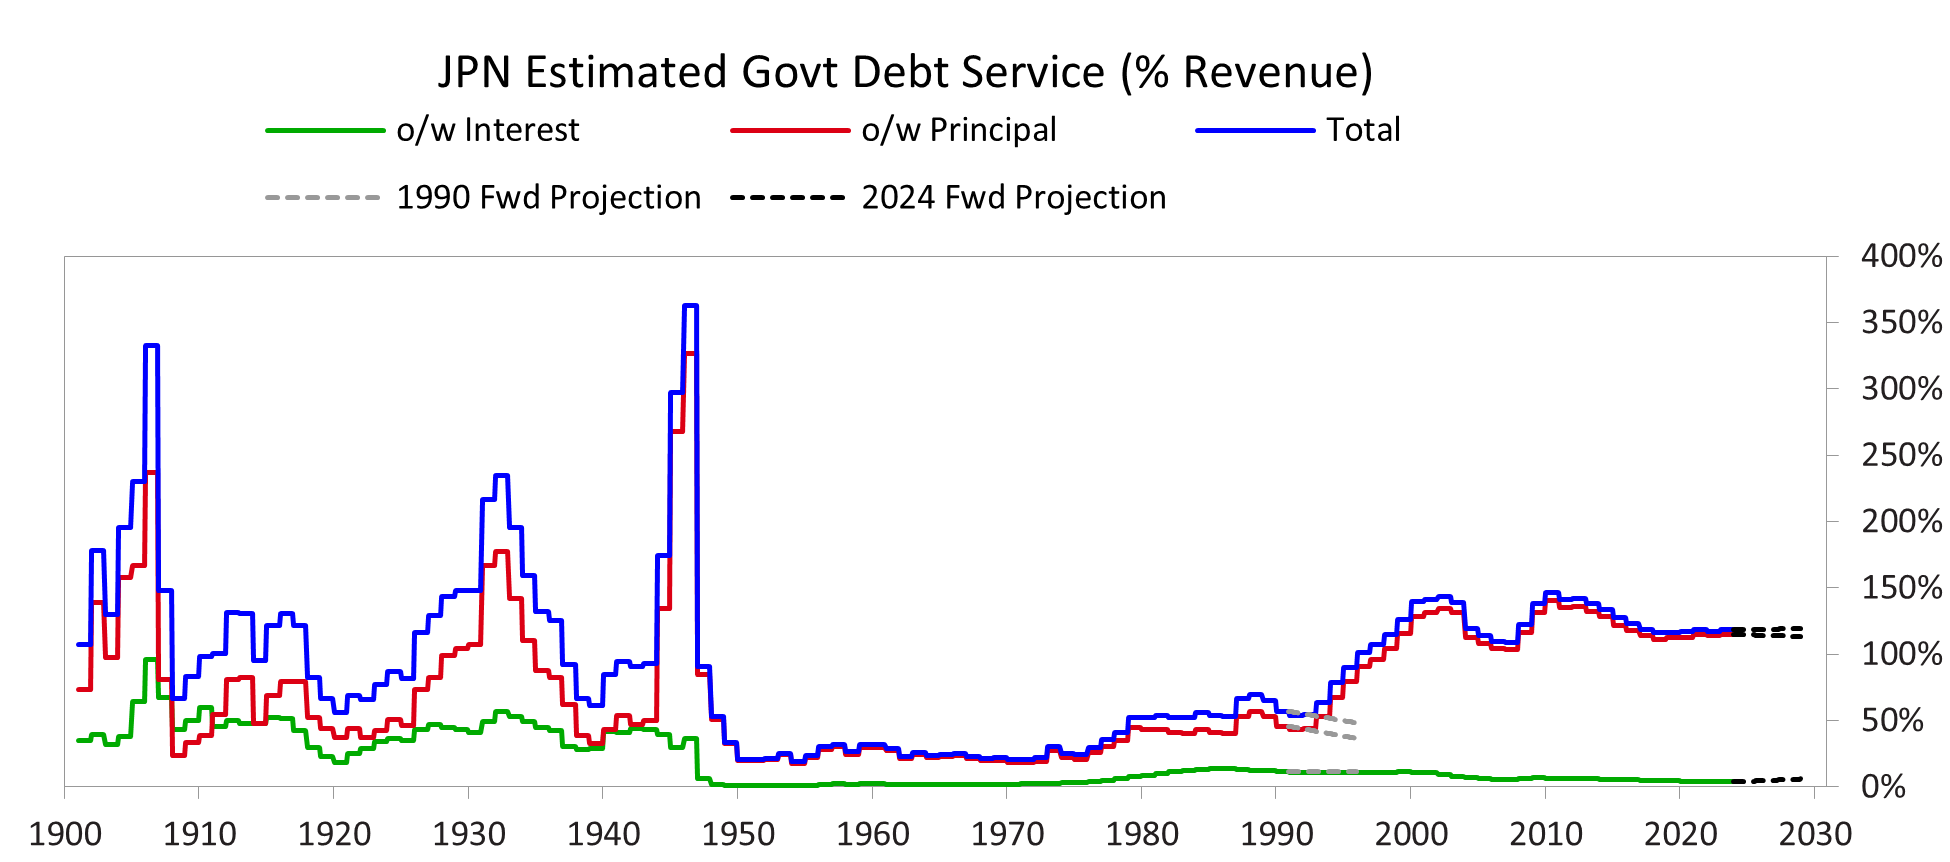 JPN Estimated Govt Debt Service (% Revenue)
o/w Interest o/w Principal Total
1990 Fwd Projection 2024 Fwd Projection
400%
350%
300%
250%
200%
150%
100%
50%
0%
1900 1910 1920 1930 1940 1950 1960 1970 1980 1990 2000 2010 2020 2030